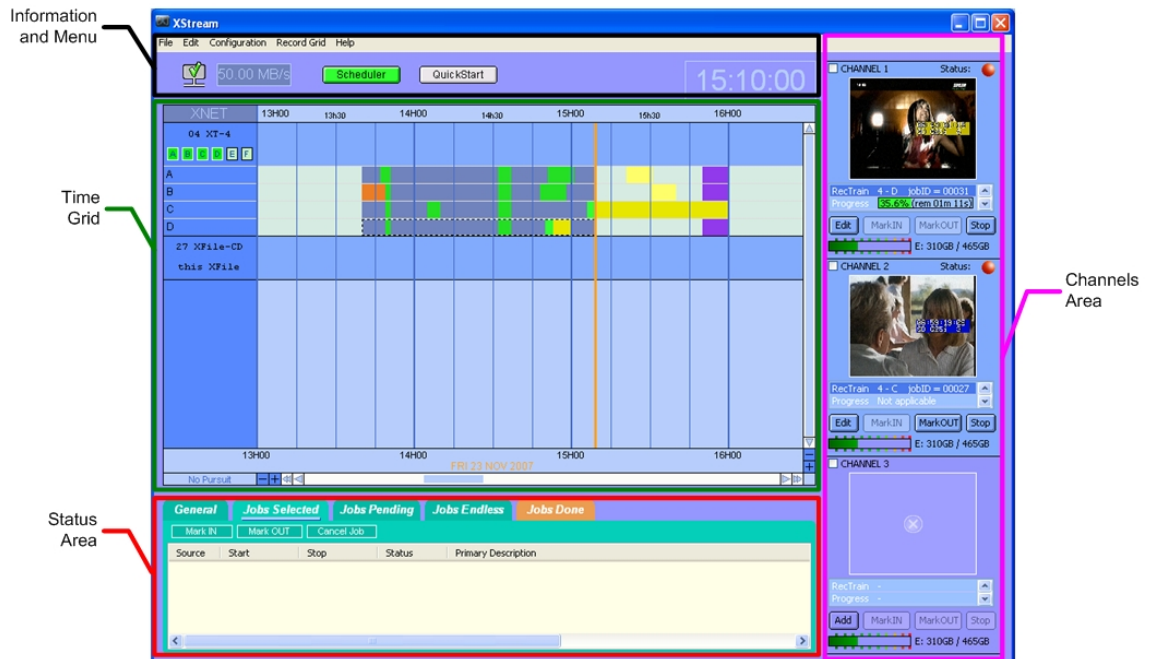 Information
and Menu
XStream
File Edit Configuration Record Grid Help
50.00 MB/s
Scheduler
QuickStart
15:10:00
XNET
13H00 13h30 14H00 14h30 15H00 15h30 16H00
04 XT-4
A B C D E F
A
B
C
D
27 XFile-CD
this XFile
Time
Grid
13H00 14H00 15H00 16H00
FRI 23 NOV 2007
No Pursuit
General Jobs Selected Jobs Pending Jobs Endless Jobs Done
Mark IN Mark OUT Cancel Job
Source Start Stop Status Primary Description
Status
Area
CHANNEL 1 Status:
RecTrain 4 - D jobID = 00031
Progress 35.6% (rem 01m 11s)
Edit MarkIN MarkOUT Stop
E: 310GB / 465GB
CHANNEL 2 Status:
RecTrain 4 - C jobID = 00027
Progress Not applicable
Edit MarkIN MarkOUT Stop
E: 310GB / 465GB
CHANNEL 3
RecTrain -
Progress -
Add MarkIN MarkOUT Stop
E: 310GB / 465GB
Channels
Area